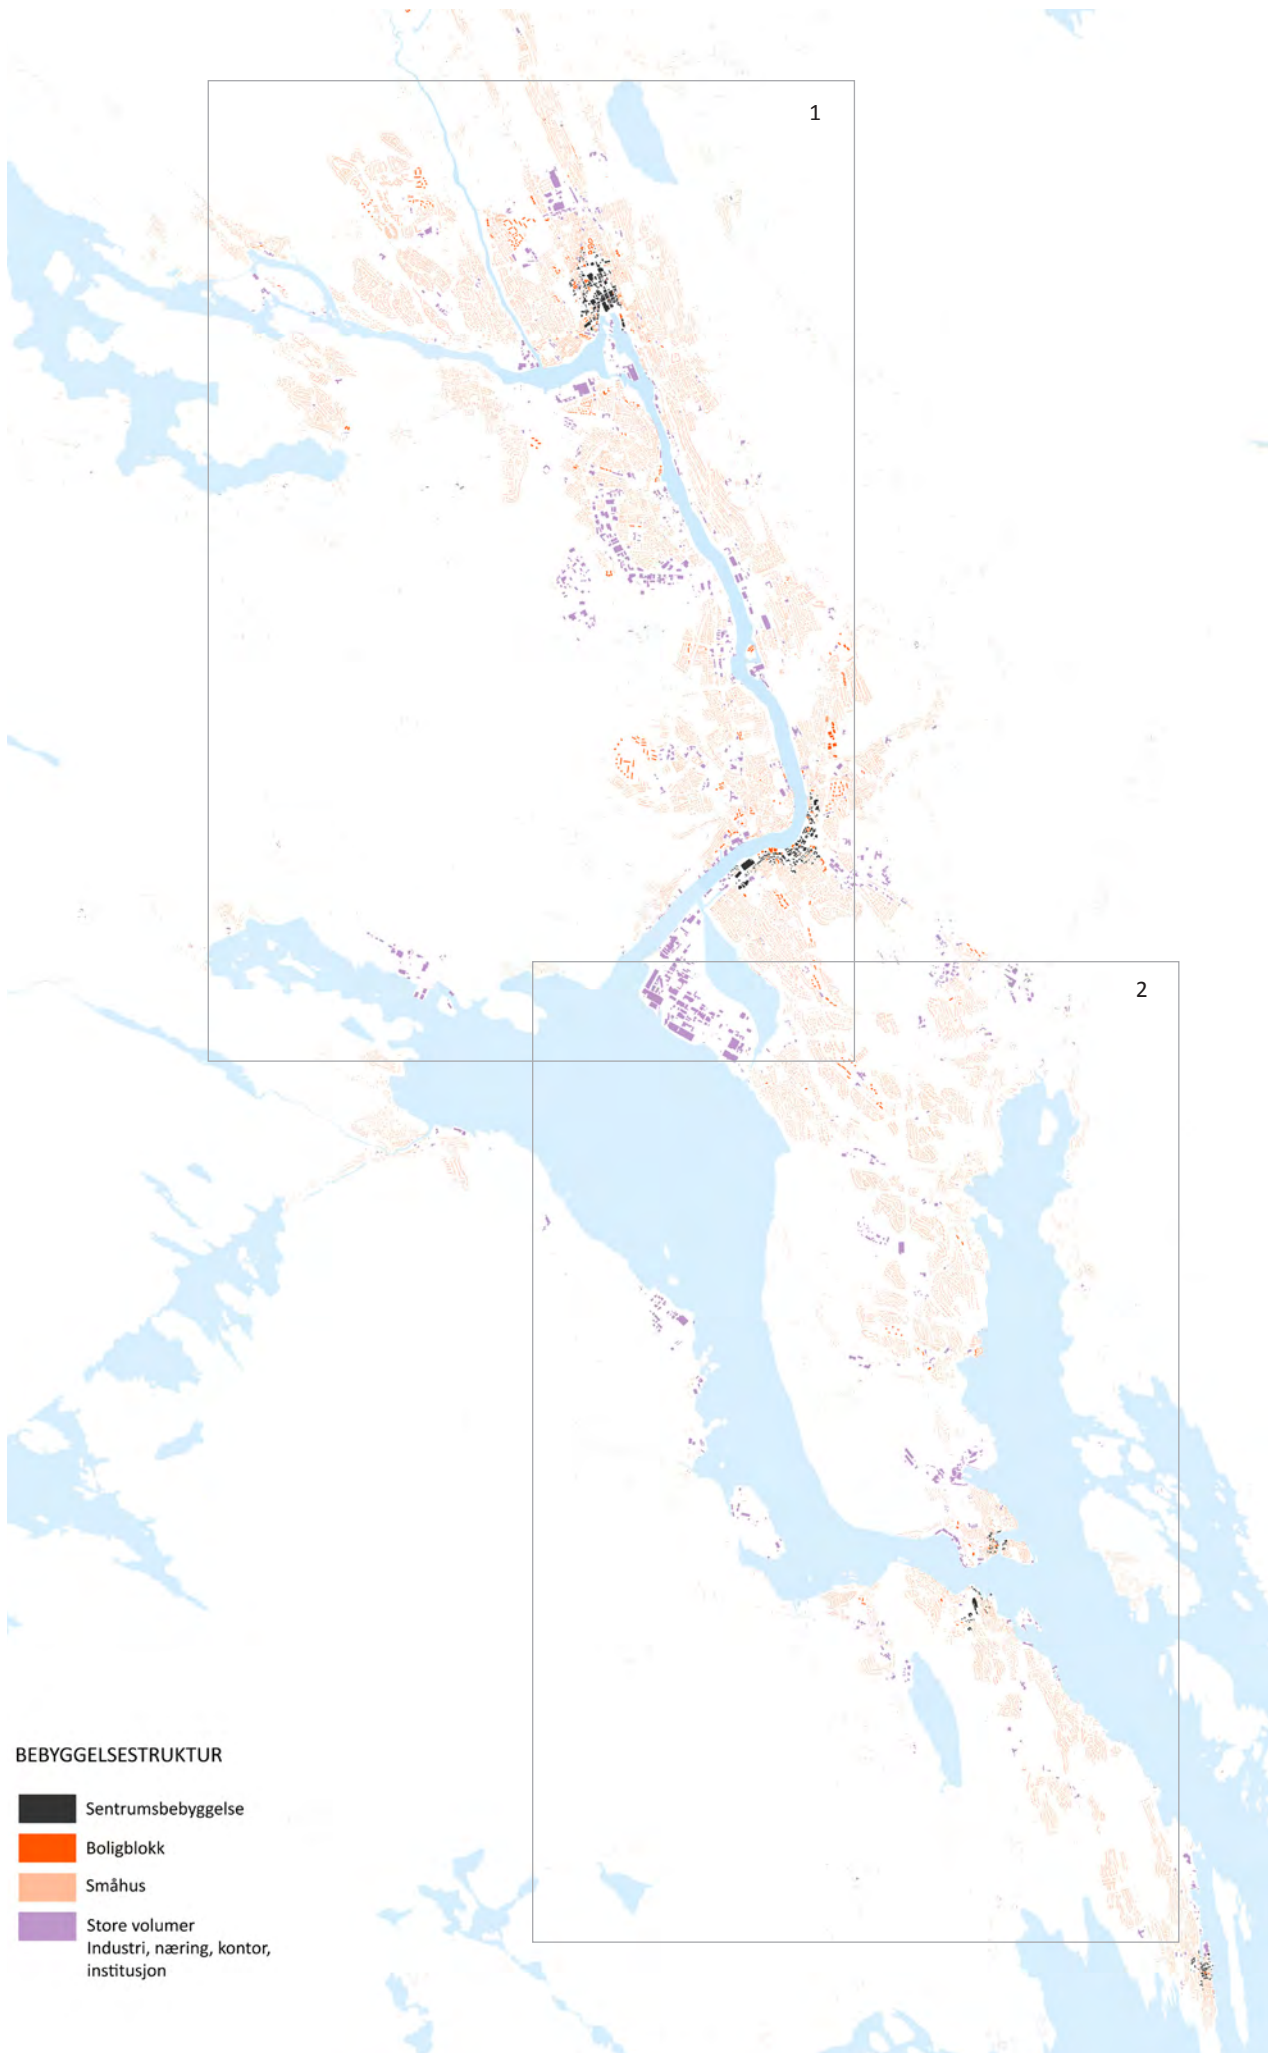 1
2
BEBYGGELSESTRUKTUR
Sentrumsbebyggelse
Boligblokk
Småhus
Store volumer
Industri, næring, kontor,
institusjon